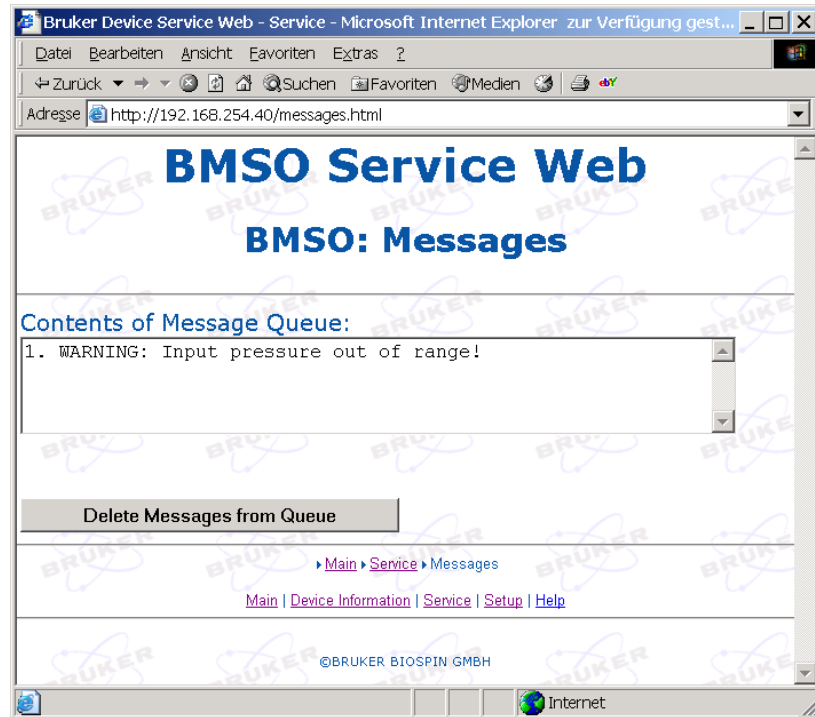 Bruker Device Service Web - Service - Microsoft Internet Explorer zur Verfügung gest...
Datei Bearbeiten Ansicht Favoriten Extras ?
Zurück Suchen Favoriten Medien
Adresse http://192.168.254.40/messages.html
BMSO Service Web
BMSO: Messages
Contents of Message Queue:
1. WARNING: Input pressure out of range!
Delete Messages from Queue
Main Service Messages
Main | Device Information | Service | Setup | Help
©BRUKER BIOSPIN GMBH
Internet